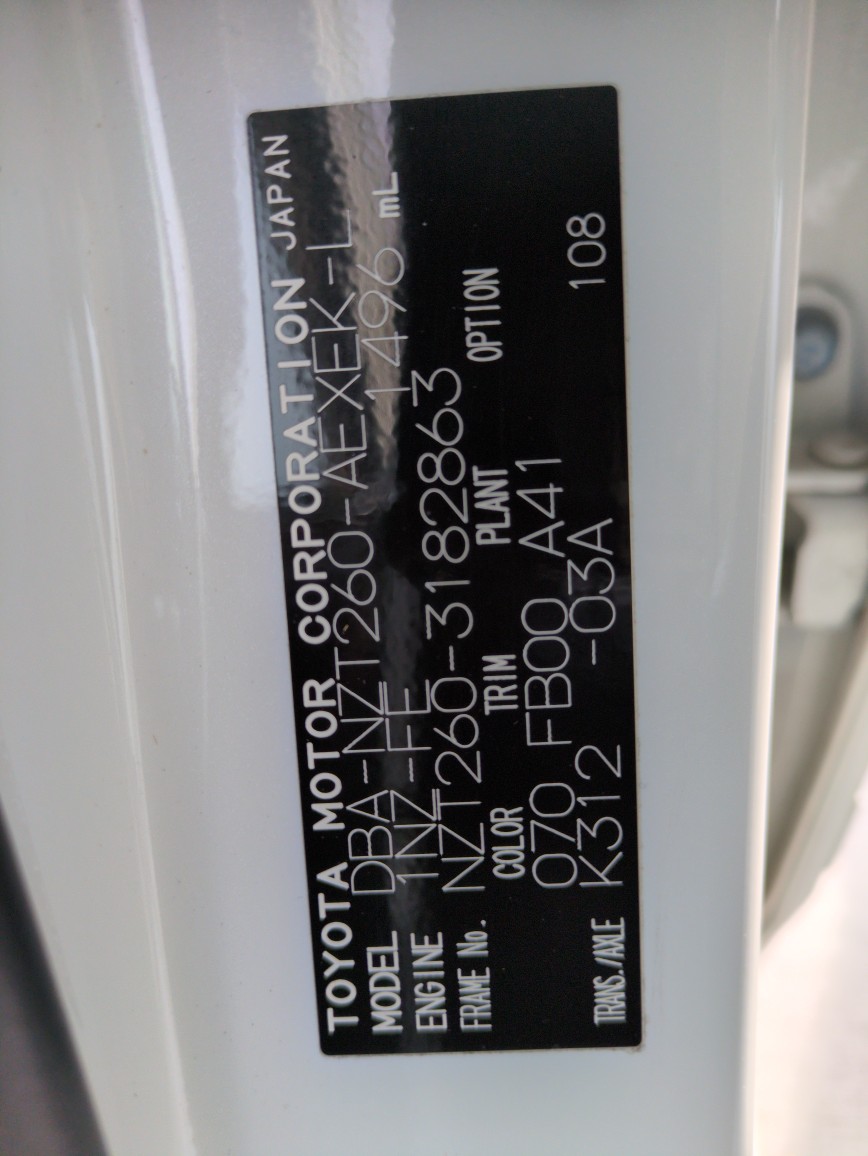 TOYOTA MOTOR CORPORATION JAPAN
MODEL DBA-NZT260-AEXEK-L
ENGINE 1NZ-FE 1496 mL
FRAME No. NZT260-3182863
COLOR TRIM PLANT OPTION
070 FB00 A41
TRANS./AXLE K312 -03A 108